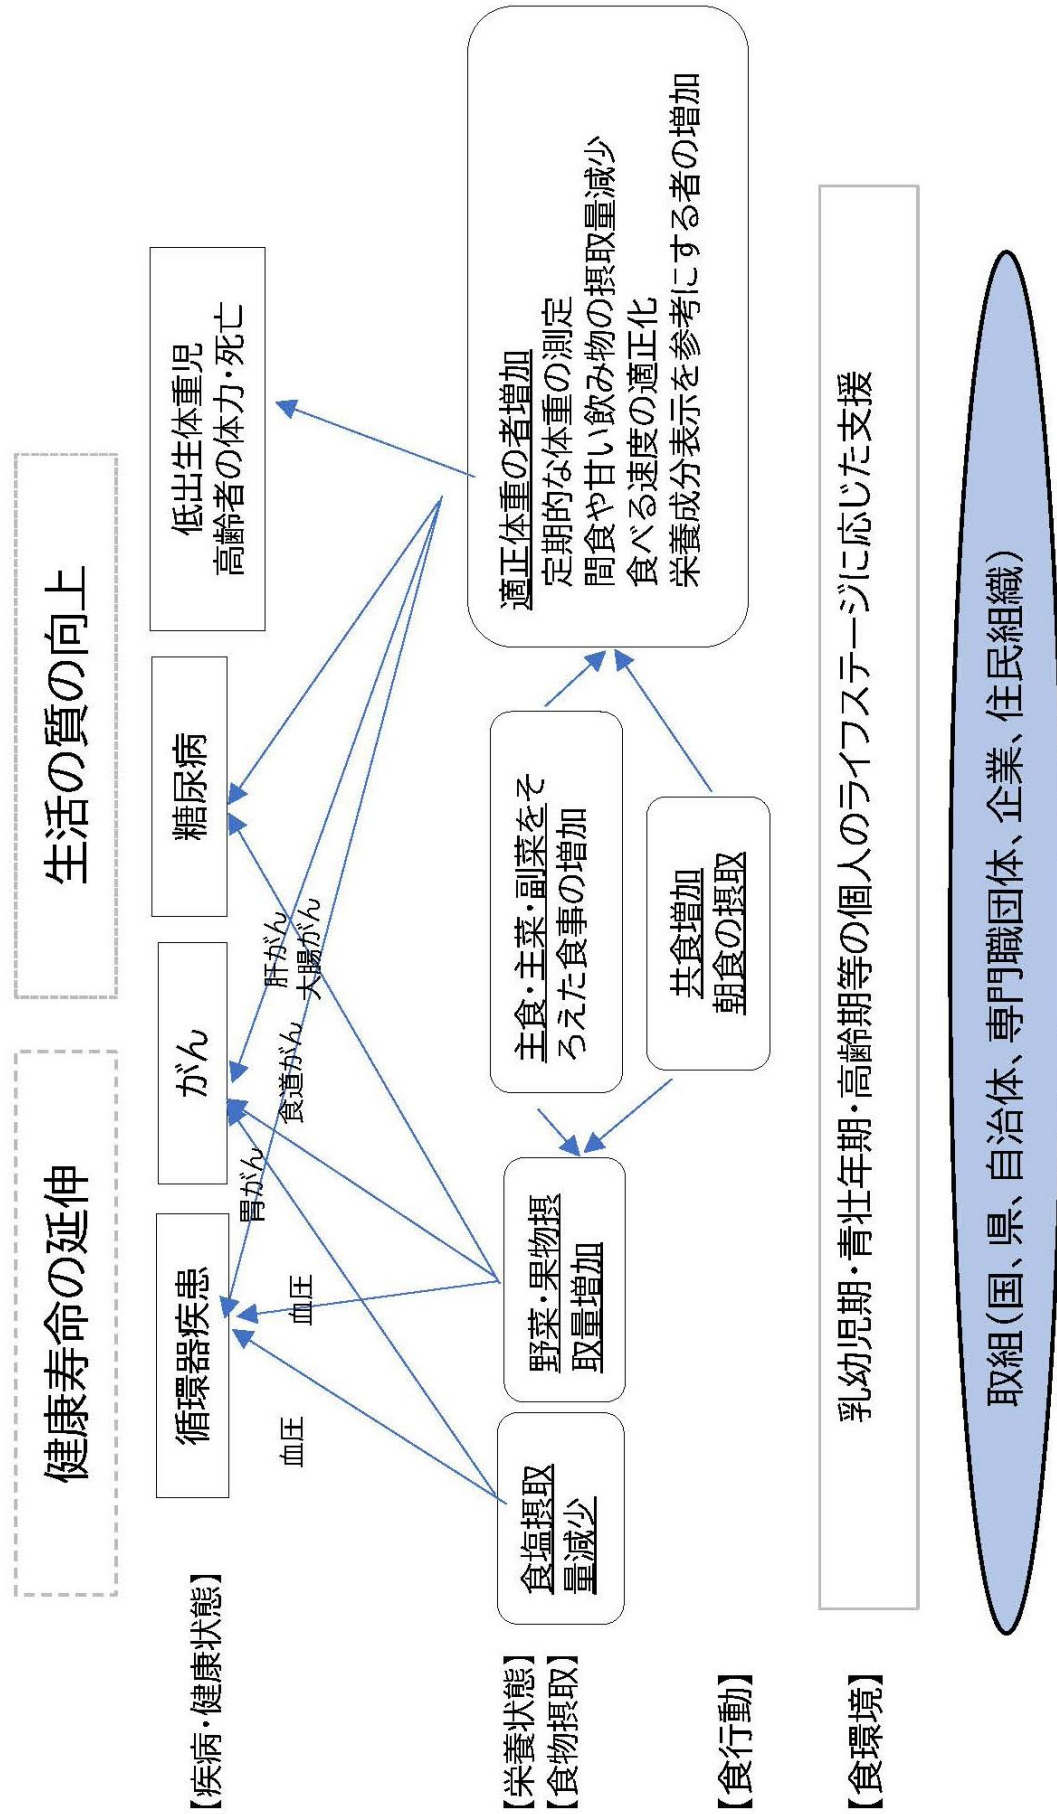 健康寿命の延伸
生活の質の向上
【疾病・健康状態】
循環器疾患
がん
糖尿病
低出生体重児
高齢者の体力・死亡
血圧
血圧
胃がん
食道がん
肝がん
大腸がん
【栄養状態】
【食物摂取】
食塩摂取
量減少
野菜・果物摂
取量増加
主食・主菜・副菜をそ
ろえた食事の増加
適正体重の者増加
定期的な体重の測定
間食や甘い飲み物の摂取量減少
食べる速度の適正化
栄養成分表示を参考にする者の増加
【食行動】
共食増加
朝食の摂取
【食環境】
乳幼児期・青壮年期・高齢期等の個人のライフステージに応じた支援
取組(国、県、自治体、専門職団体、企業、住民組織)